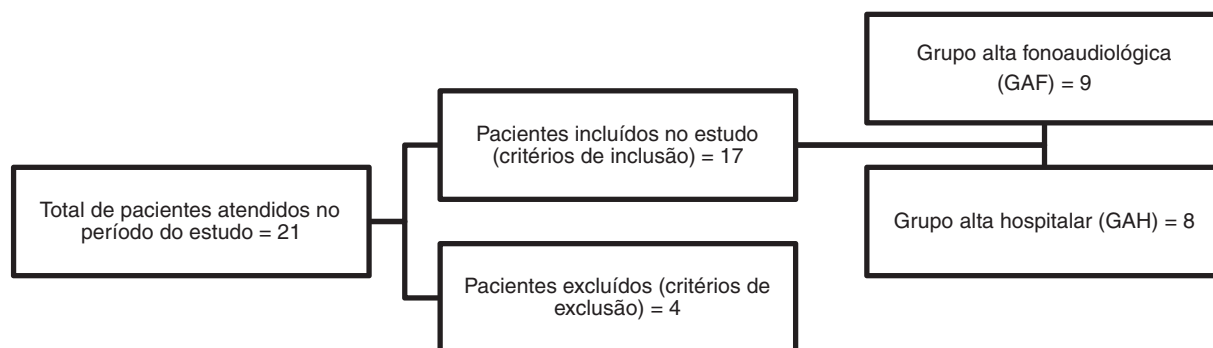 Total de pacientes atendidos no
período do estudo = 21
Pacientes incluídos no estudo
(critérios de inclusão) = 17
Pacientes excluídos (critérios de
exclusão) = 4
Grupo alta fonoaudiológica
(GAF) = 9
Grupo alta hospitalar (GAH) = 8